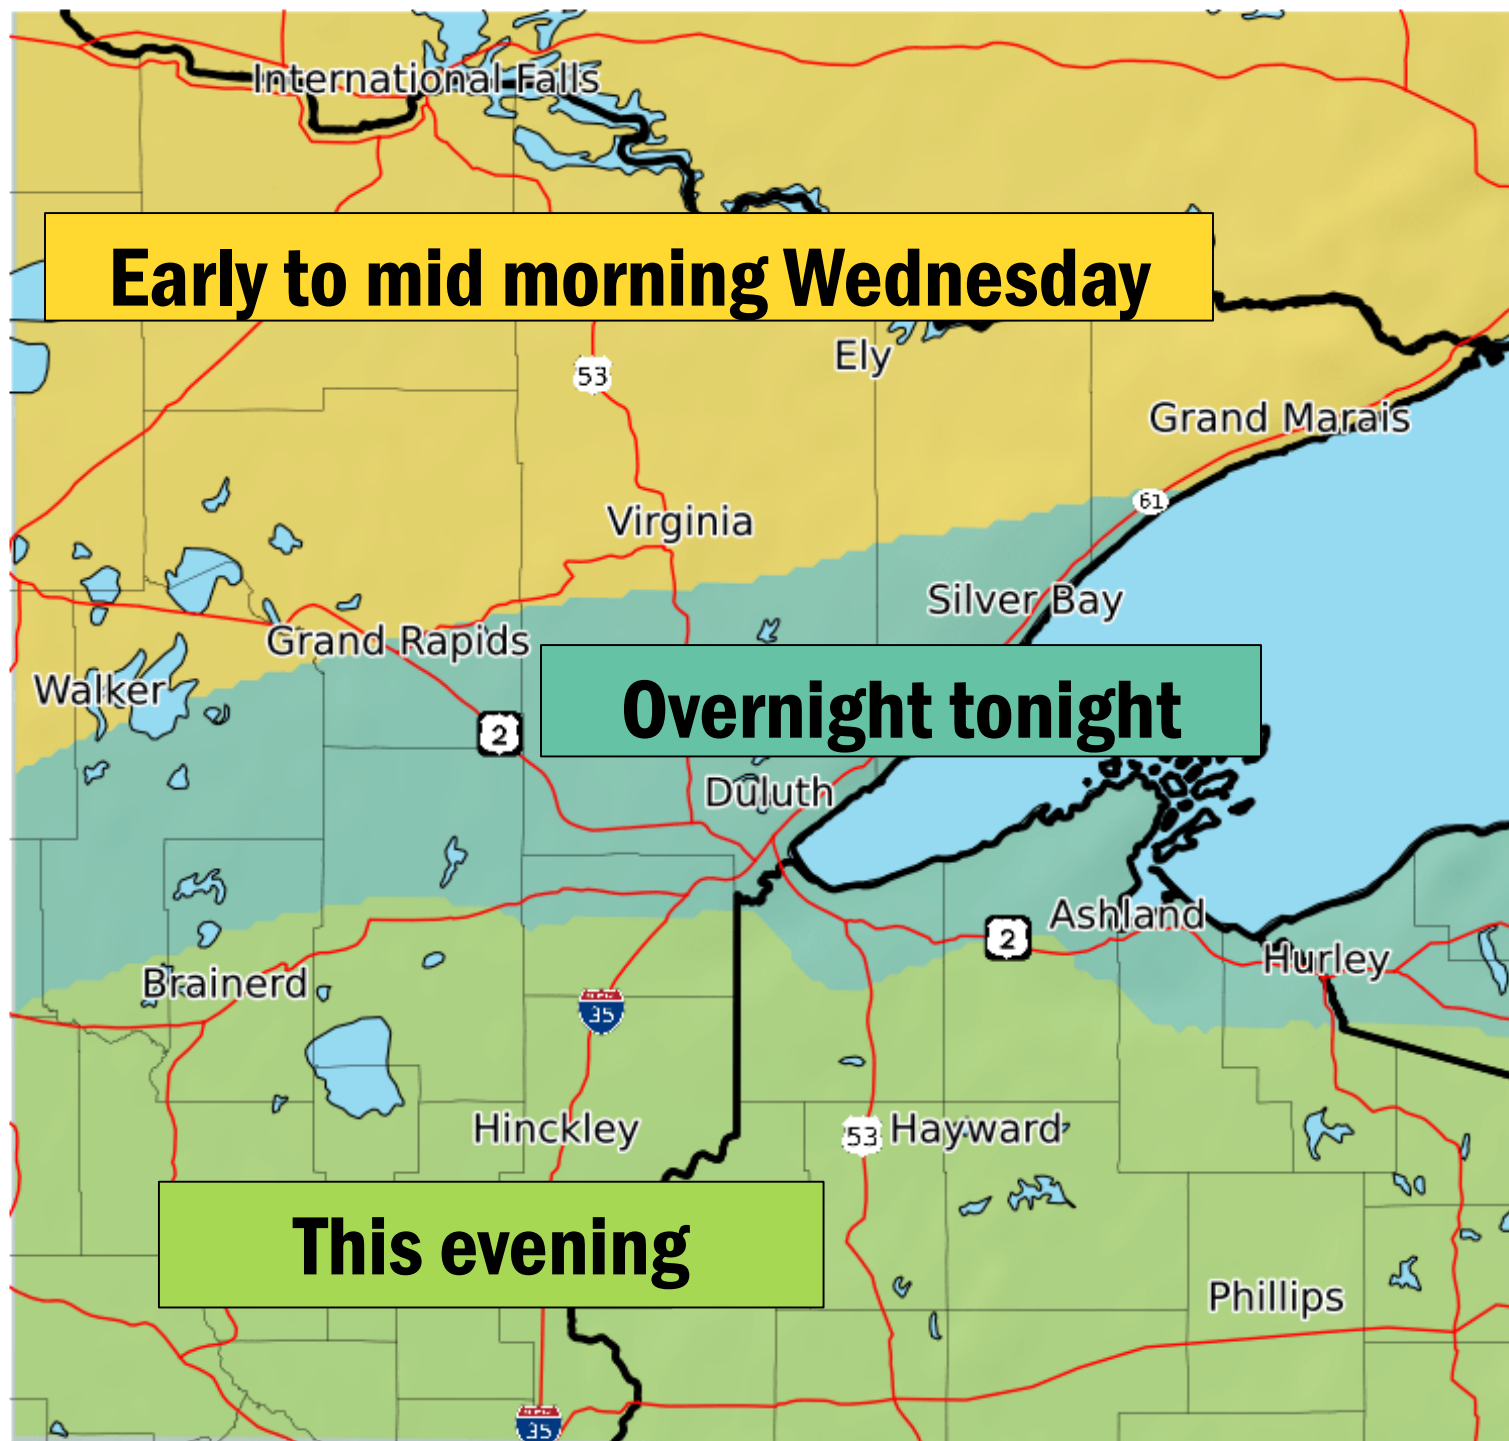 International Falls
Early to mid morning Wednesday
Ely
53
Grand Marais
61
Virginia
Silver Bay
Grand Rapids
Walker
Overnight tonight
2
Duluth
Ashland
2
Hurley
Brainerd
35
Hinckley
53
Hayward
This evening
Phillips
35